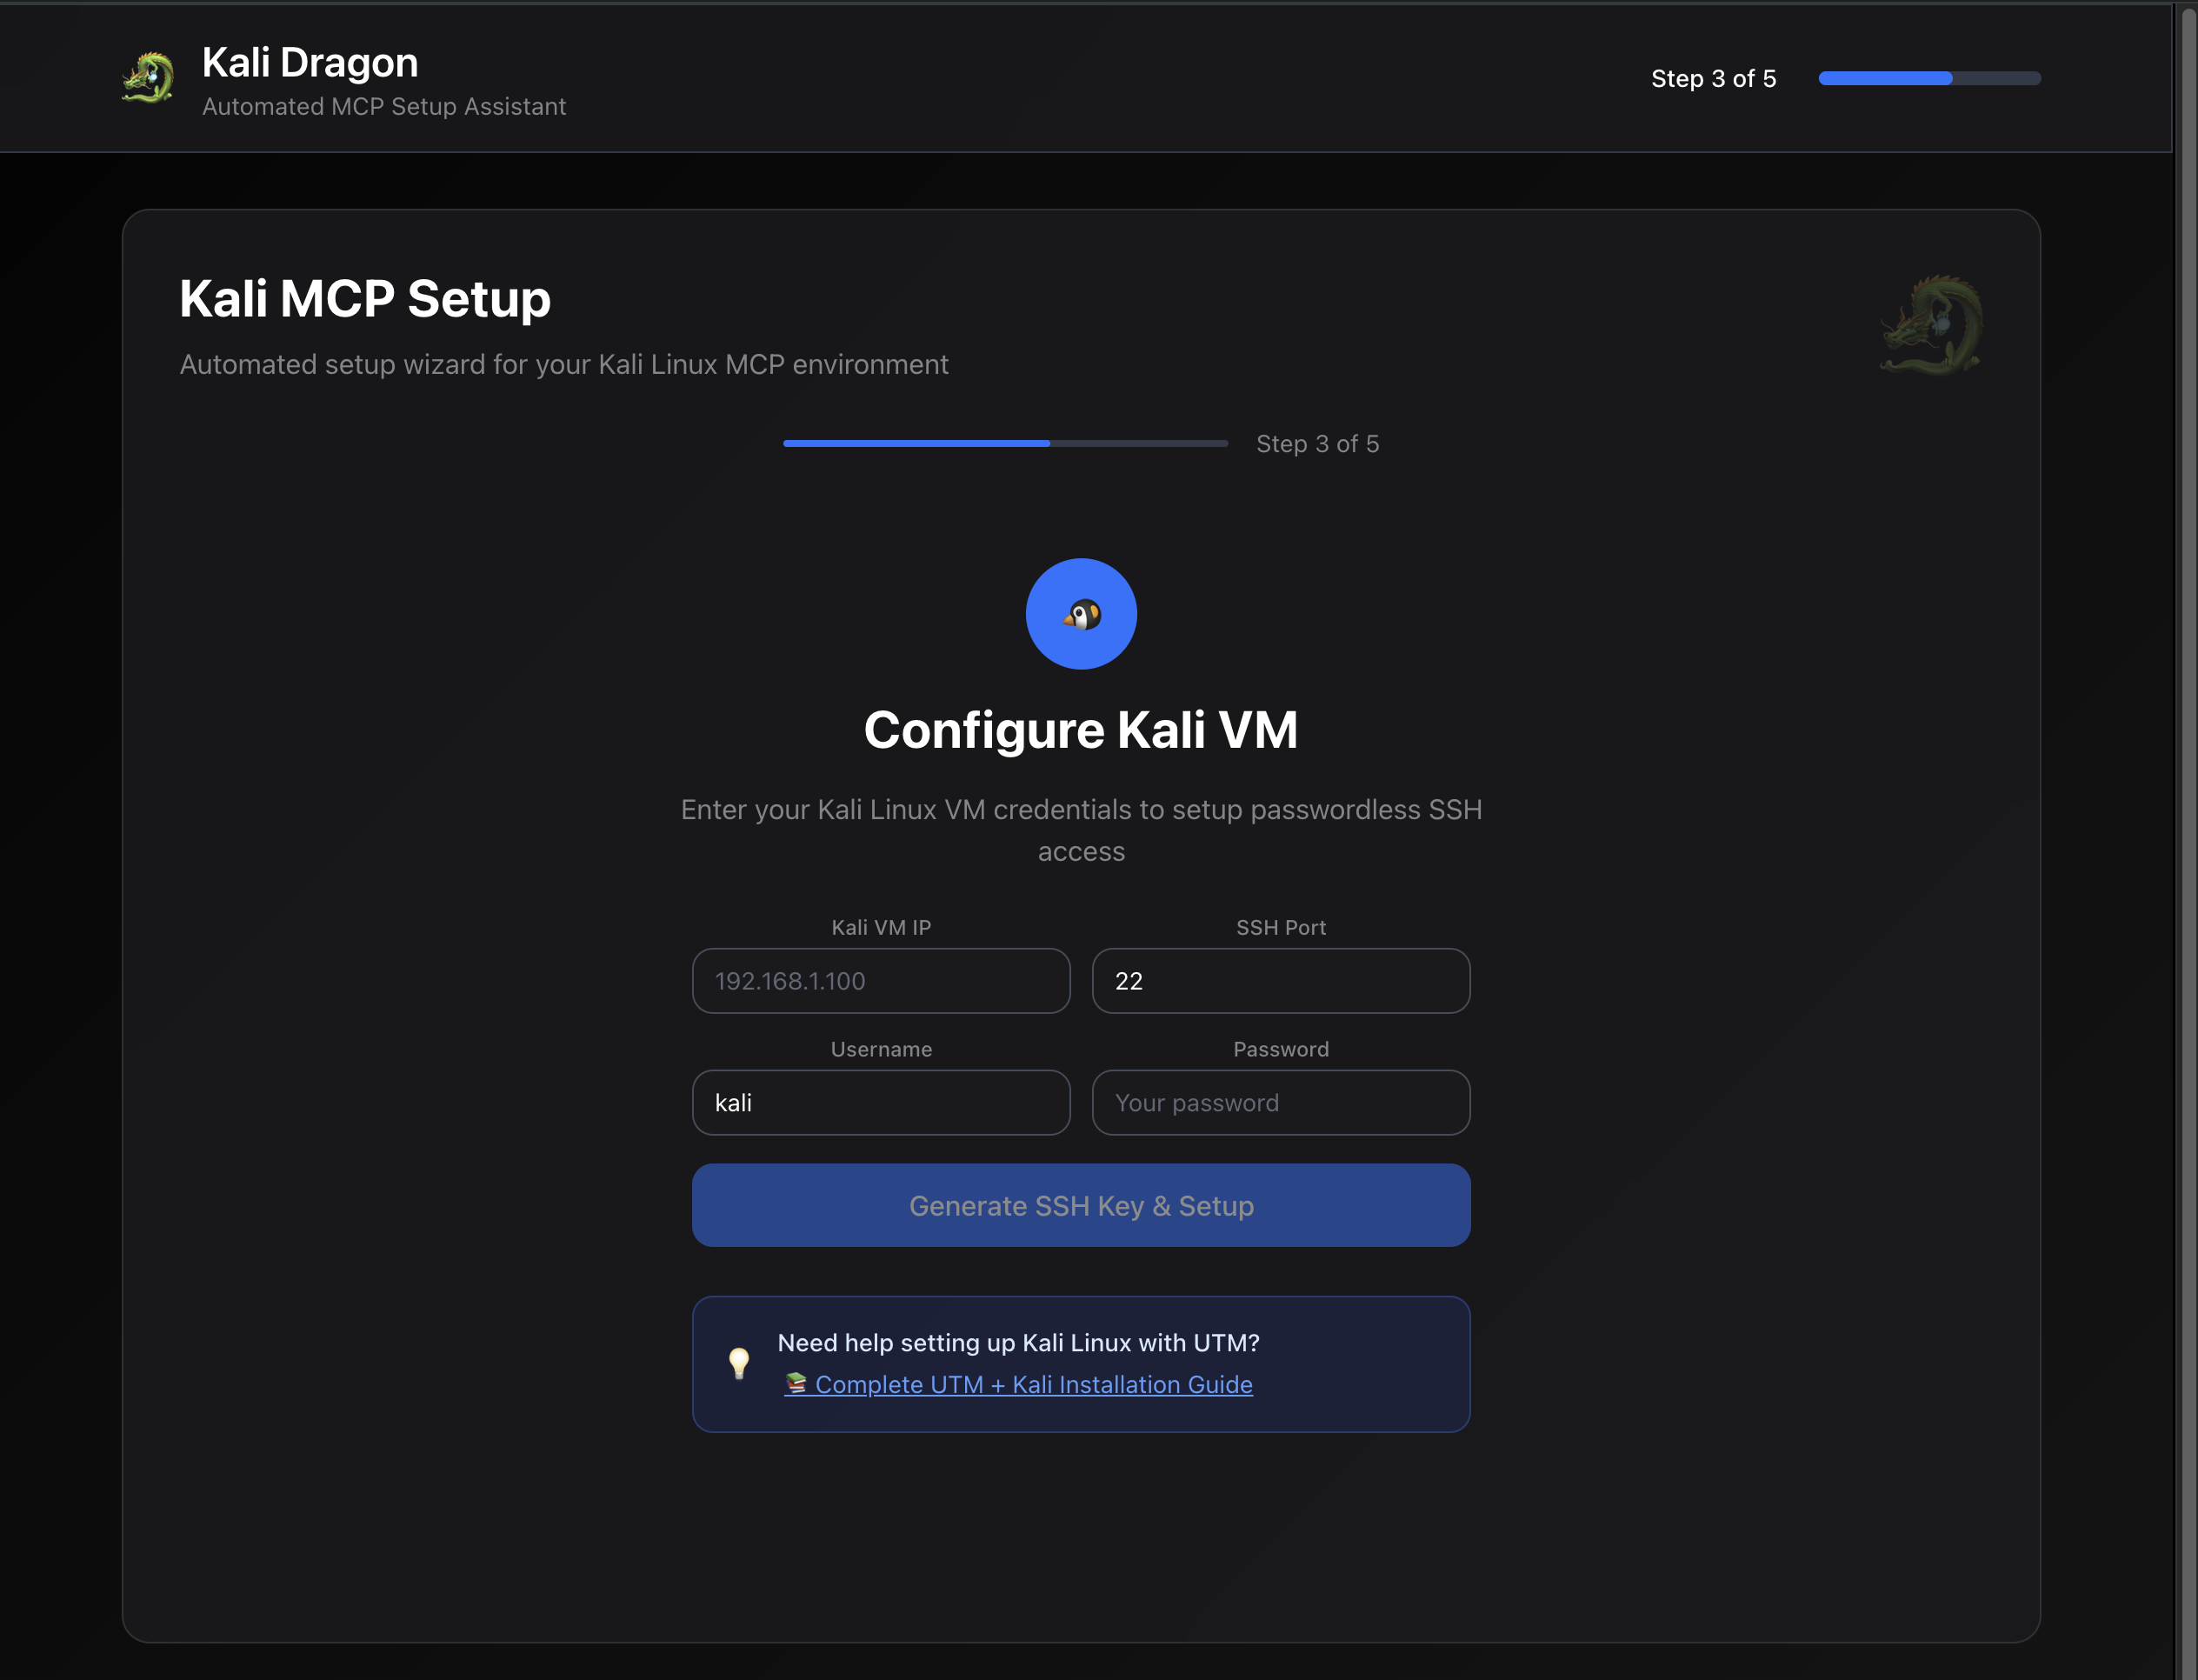 Kali Dragon
Automated MCP Setup Assistant
Step 3 of 5
Kali MCP Setup
Automated setup wizard for your Kali Linux MCP environment
Step 3 of 5
Configure Kali VM
Enter your Kali Linux VM credentials to setup passwordless SSH
access
Kali VM IP
SSH Port
192.168.1.100
22
Username
Password
kali
Your password
Generate SSH Key & Setup
Need help setting up Kali Linux with UTM?
Complete UTM + Kali Installation Guide